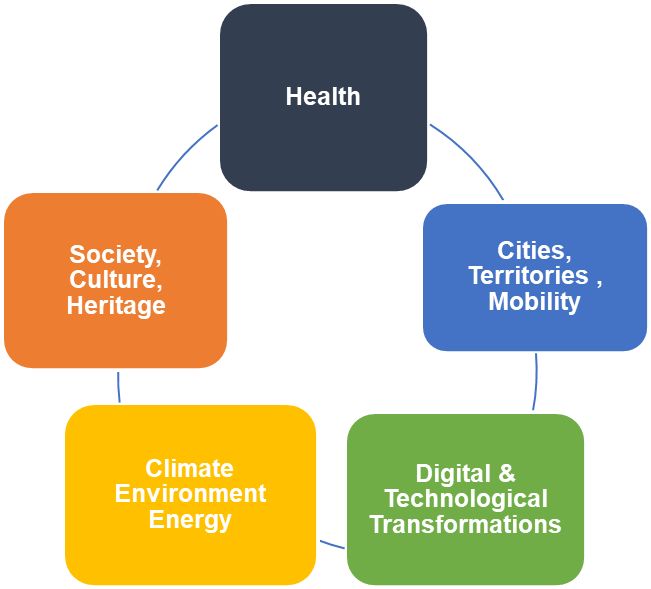 Health
Society,
Culture,
Heritage
Cities,
Territories ,
Mobility
Climate
Environment
Energy
Digital &
Technological
Transformations